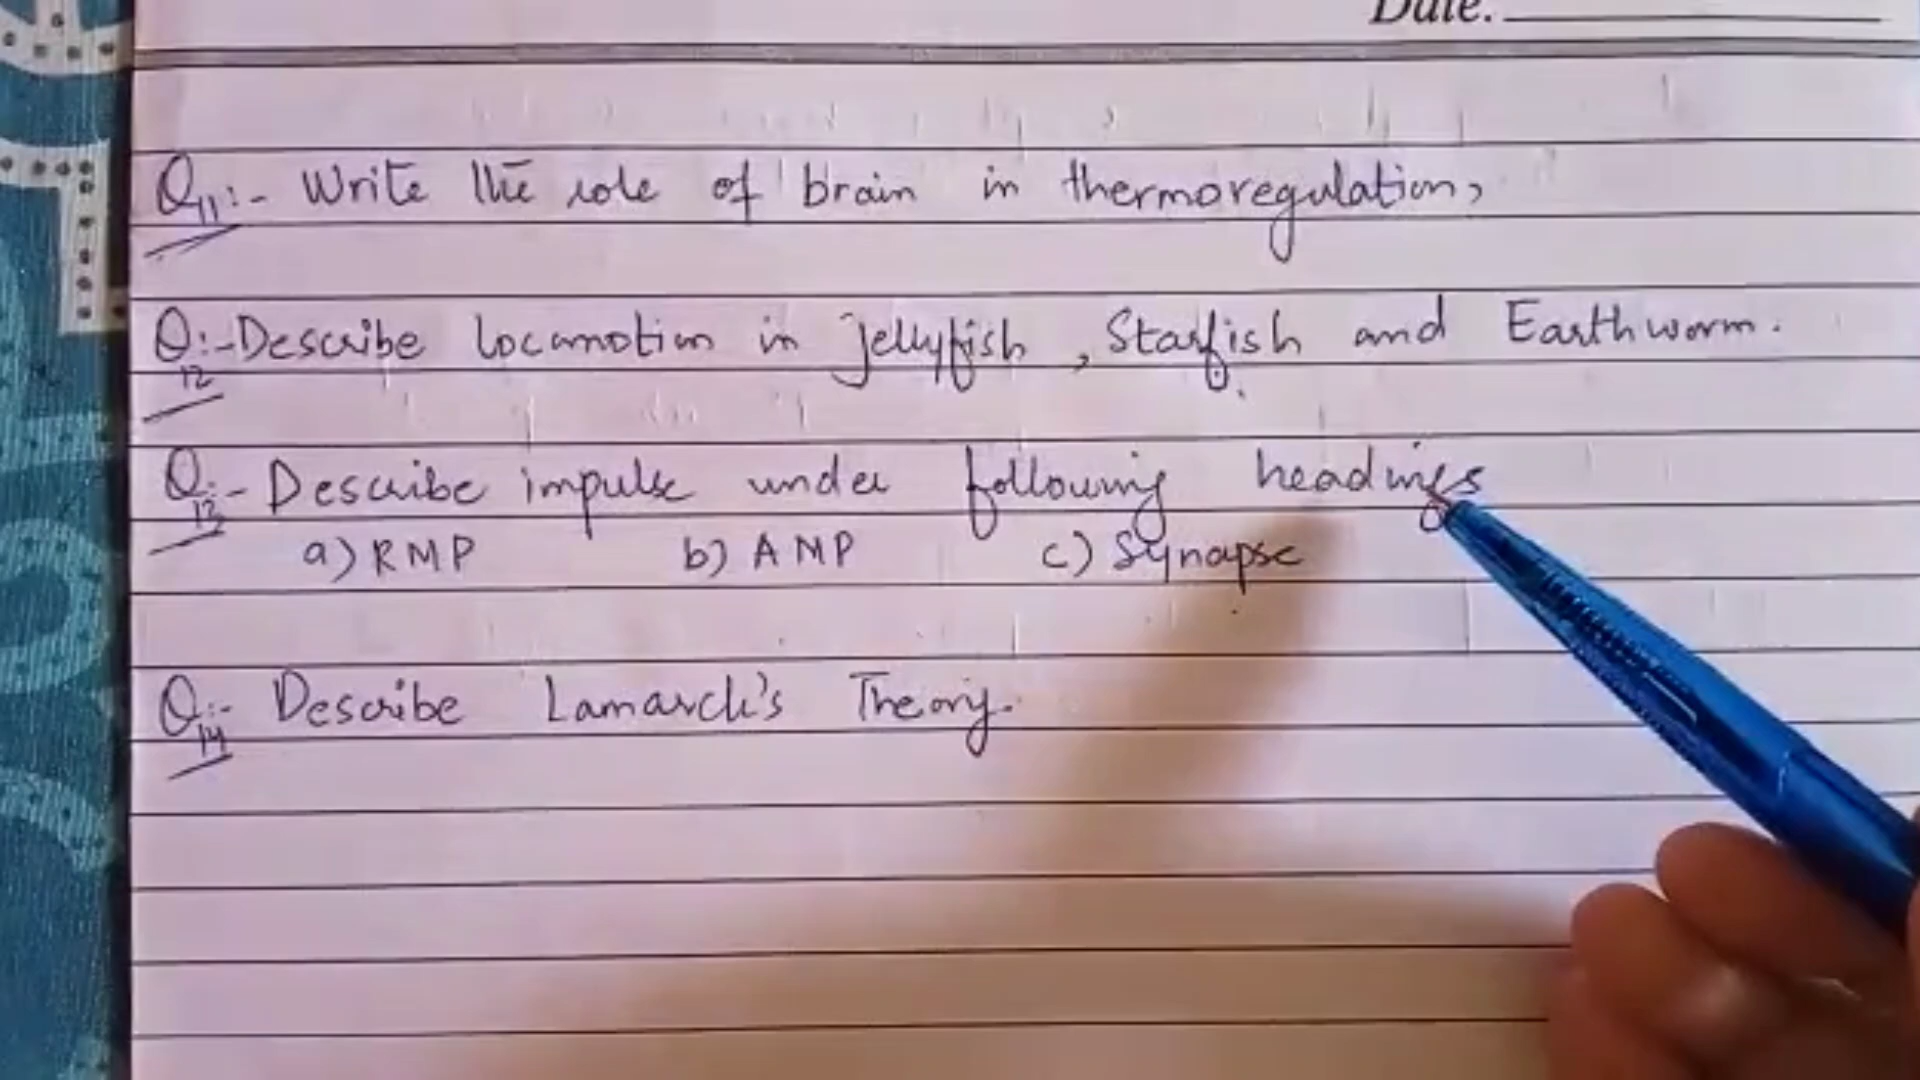 Date:
Q11:- Write the role of brain in thermoregulation,
Q12:- Describe locomotion in jellyfish, Starfish and Earthworm.
Q13:- Describe impulse under following headings
a) RMP b) AMP c) Synapse
Q14:- Describe Lamarck's Theory.